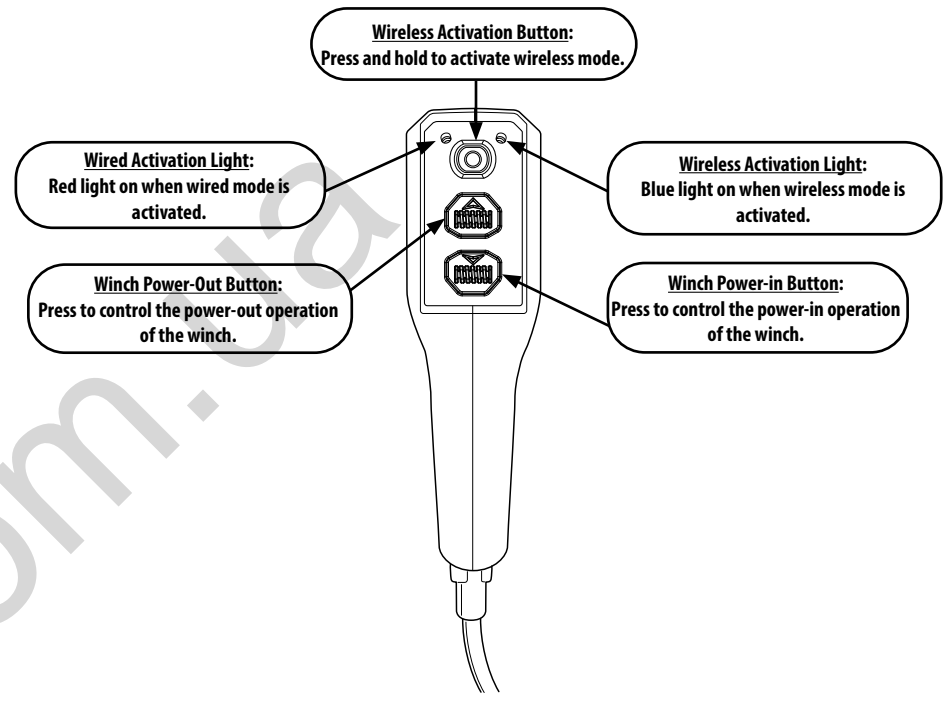 Wireless Activation Button:
Press and hold to activate wireless mode.
Wired Activation Light:
Red light on when wired mode is
activated.
Wireless Activation Light:
Blue light on when wireless mode is
activated.
Winch Power-Out Button:
Press to control the power-out operation
of the winch.
Winch Power-in Button:
Press to control the power-in operation
of the winch.
om.ua